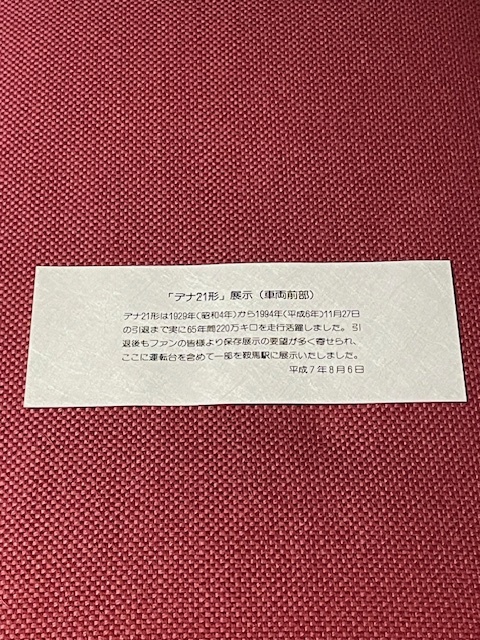 「デナ21形」展示（車両前部）
デナ21形は1929年(昭和4年)から1994年(平成6年)11月27日
の引退まで実に65年間220万キロを走行活躍しました。引
退後もファンの皆様より保存展示の要望が多く寄せられ、
ここに運転台を含めて一部を鞍馬駅に展示いたしました。
平成7年8月6日